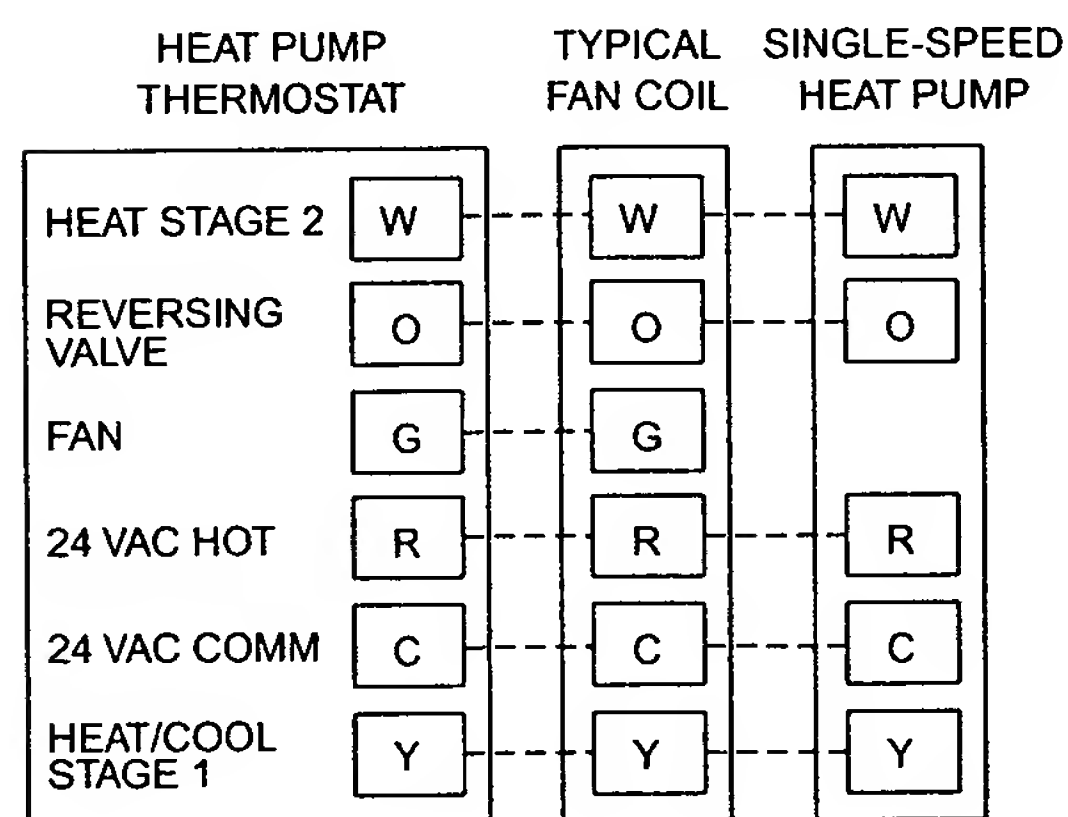 HEAT PUMP THERMOSTAT
TYPICAL FAN COIL
SINGLE-SPEED HEAT PUMP
HEAT STAGE 2 W W W
REVERSING VALVE O O O
FAN G G
24 VAC HOT R R R
24 VAC COMM C C C
HEAT/COOL STAGE 1 Y Y Y